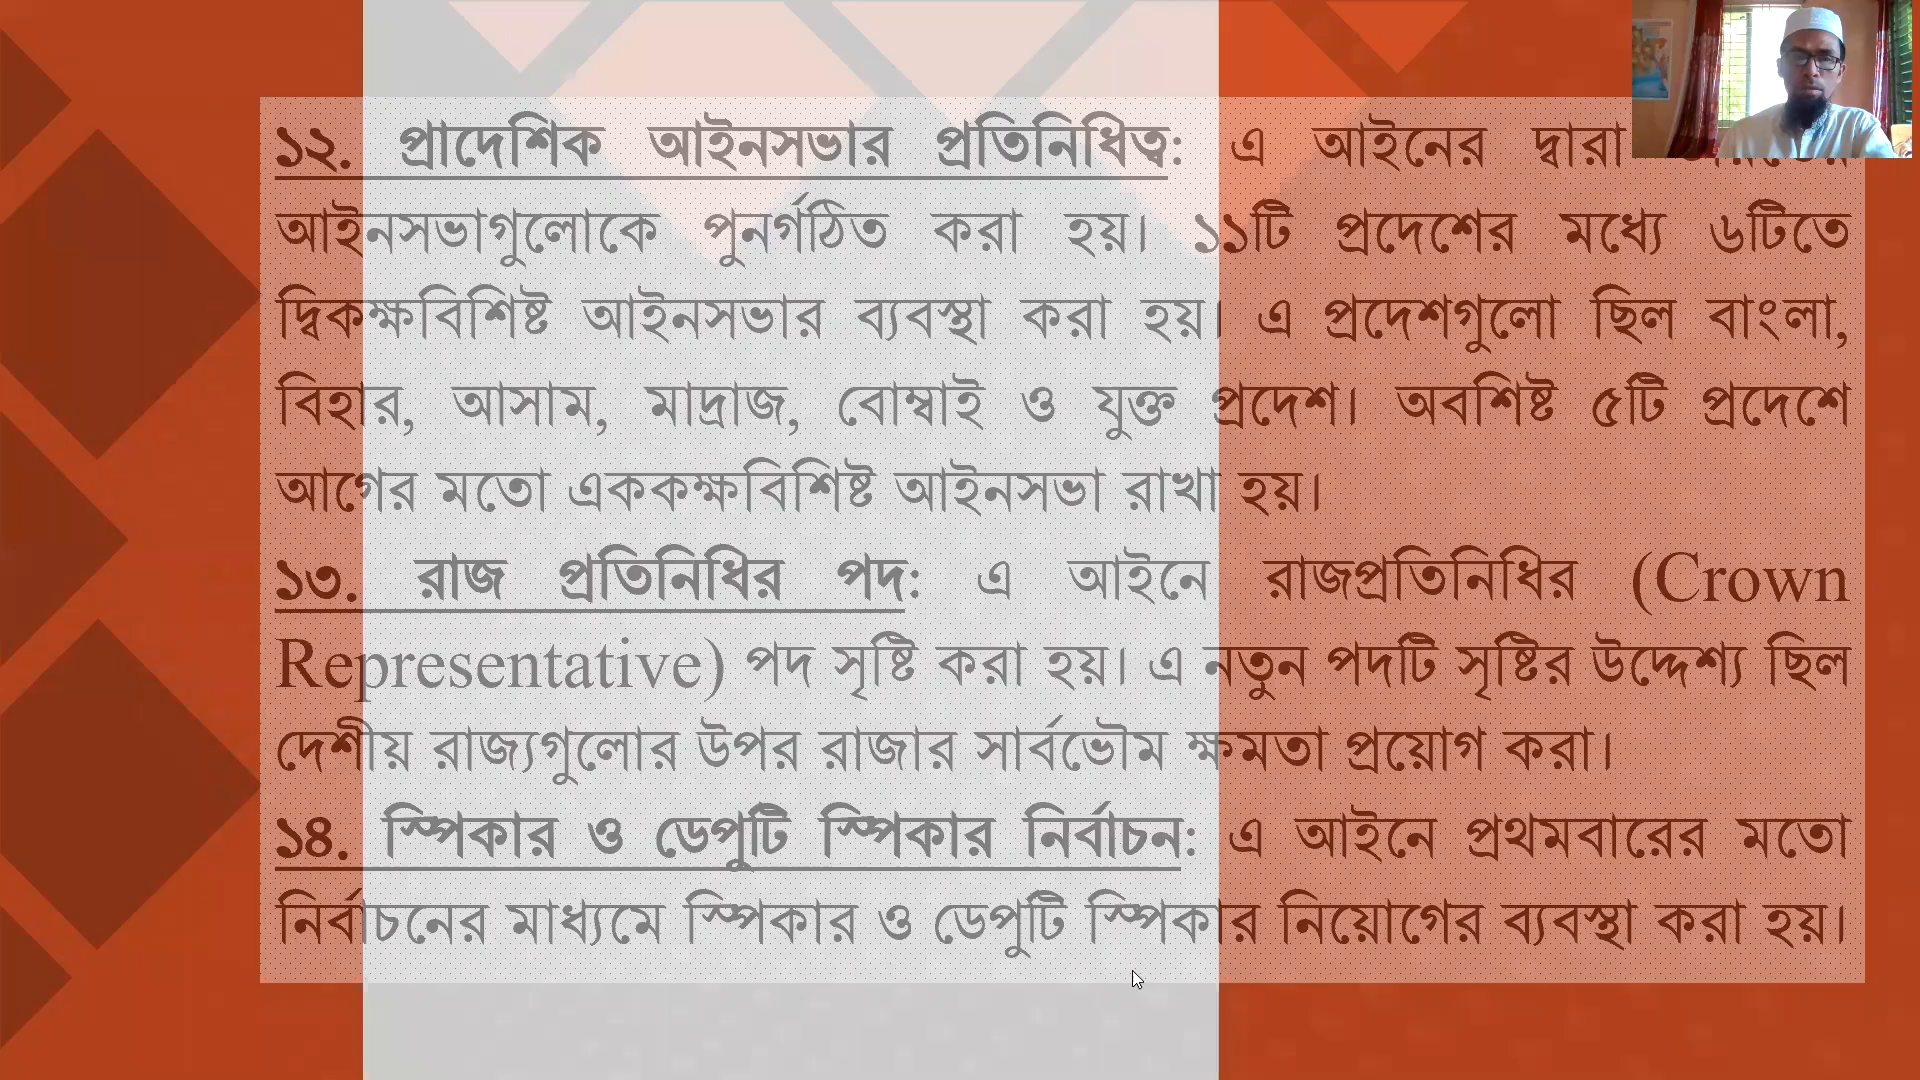 ১২. প্রাদেশিক আইনসভার প্রতিনিধিত্ব: এ আইনের দ্বারা
আইনসভাগুলোকে পুনর্গঠিত করা হয়। ১১টি প্রদেশের মধ্যে ৬টিতে
দ্বিকক্ষবিশিষ্ট আইনসভার ব্যবস্থা করা হয়। এ প্রদেশগুলো ছিল বাংলা,
বিহার, আসাম, মাদ্রাজ, বোম্বাই ও যুক্ত প্রদেশ। অবশিষ্ট ৫টি প্রদেশে
আগের মতো এককক্ষবিশিষ্ট আইনসভা রাখা হয়।
১৩. রাজ প্রতিনিধির পদ: এ আইনে রাজপ্রতিনিধির (Crown
Representative) পদ সৃষ্টি করা হয়। এ নতুন পদটি সৃষ্টির উদ্দেশ্য ছিল
দেশীয় রাজ্যগুলোর উপর রাজার সার্বভৌম ক্ষমতা প্রয়োগ করা।
১৪. স্পিকার ও ডেপুটি স্পিকার নির্বাচন: এ আইনে প্রথমবারের মতো
নির্বাচনের মাধ্যমে স্পিকার ও ডেপুটি স্পিকার নিয়োগের ব্যবস্থা করা হয়।